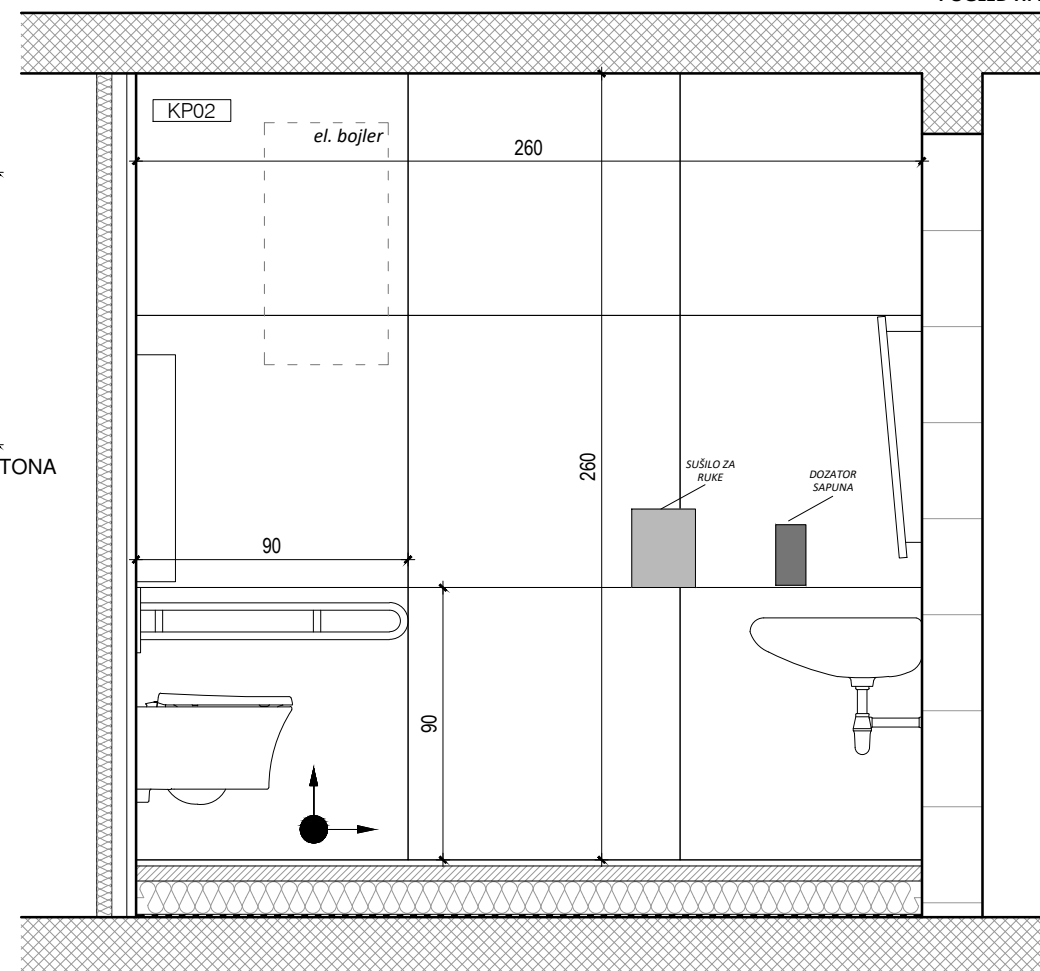 KP02
el. bojler
260
TONA
260
SUŠILO ZA
RUKE
DOZATOR
SAPUNA
90
90